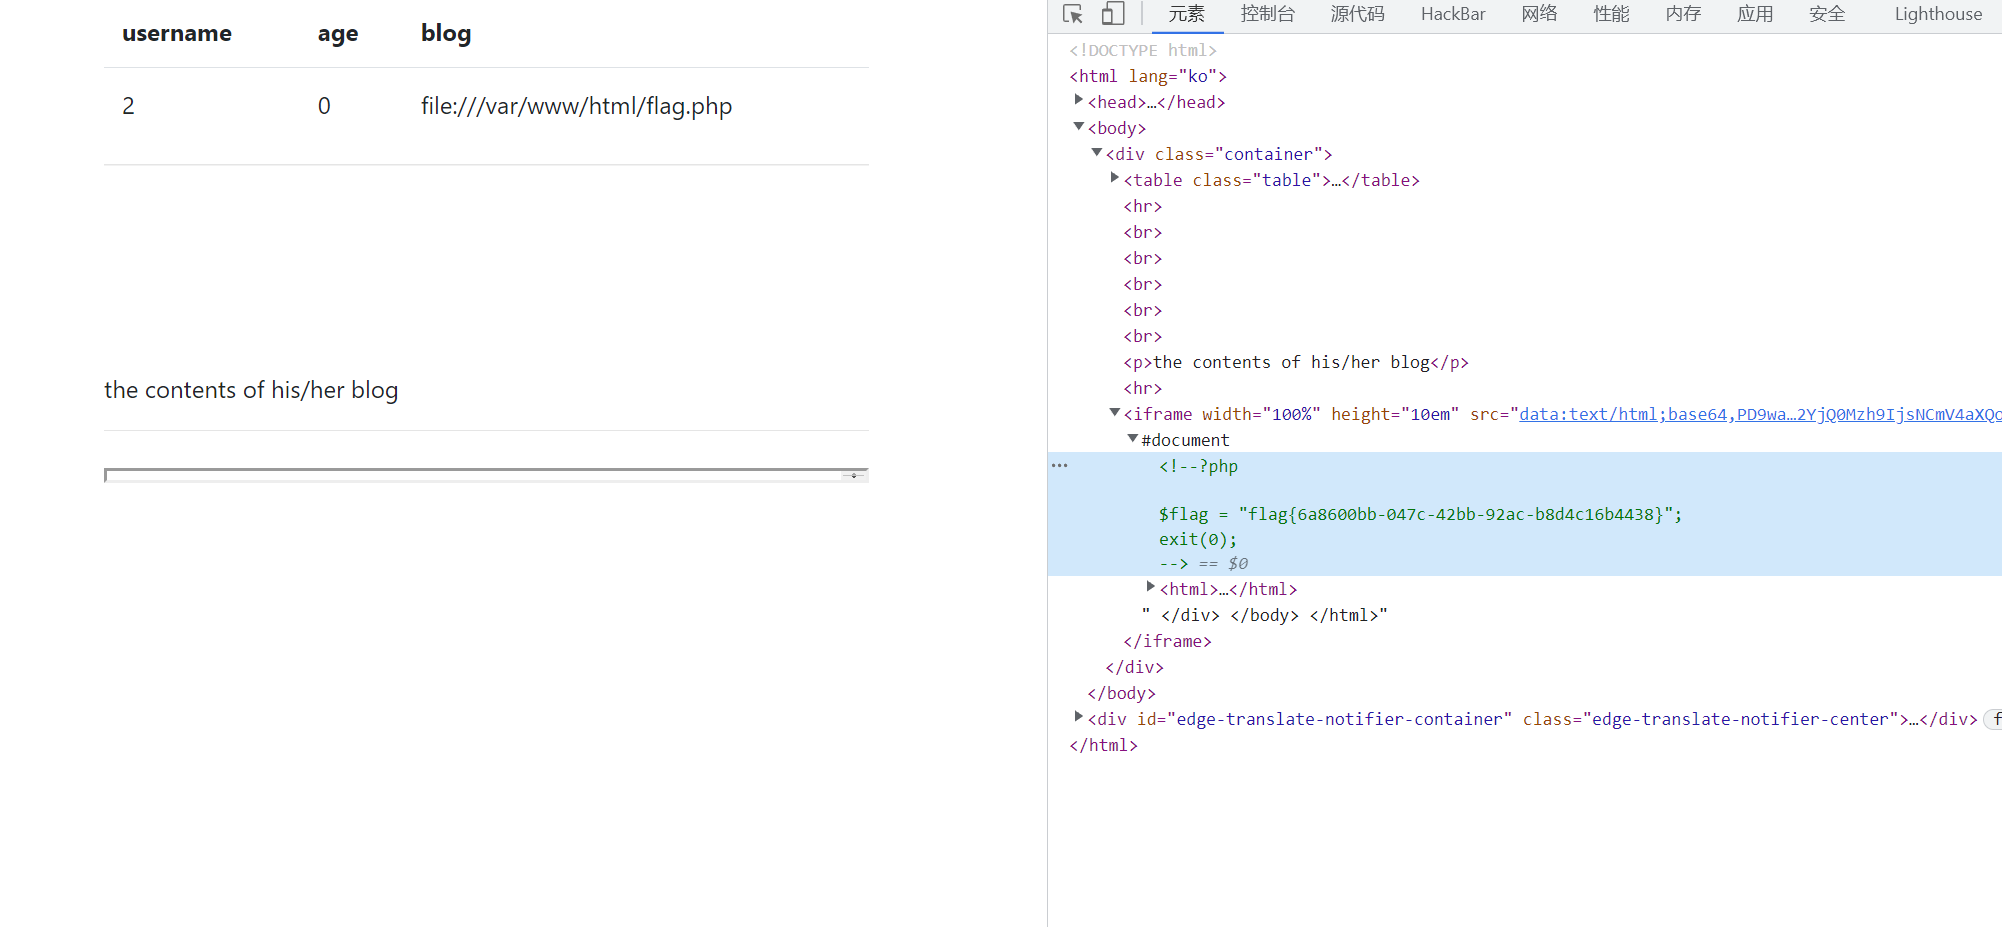 username age blog
2 0 file:///var/www/html/flag.php
the contents of his/her blog
元素 控制台 源代码 HackBar 网络 性能 内存 应用 安全 Lighthouse
<!DOCTYPE html>
<html lang="ko">
<head>…</head>
<body>
<div class="container">
<table class="table">…</table>
<hr>
<br>
<br>
<br>
<br>
<br>
<p>the contents of his/her blog</p>
<hr>
<iframe width="100%" height="10em" src="data:text/html;base64,PD9wa…2YjQ0Mzh9IjsNCmV4aXQo
#document
<!--?php
$flag = "flag{6a8600bb-047c-42bb-92ac-b8d4c16b4438}";
exit(0);
--> == $0
<html>…</html>
" </div> </body> </html>"
</iframe>
</div>
</body>
<div id="edge-translate-notifier-container" class="edge-translate-notifier-center">…</div> f
</html>